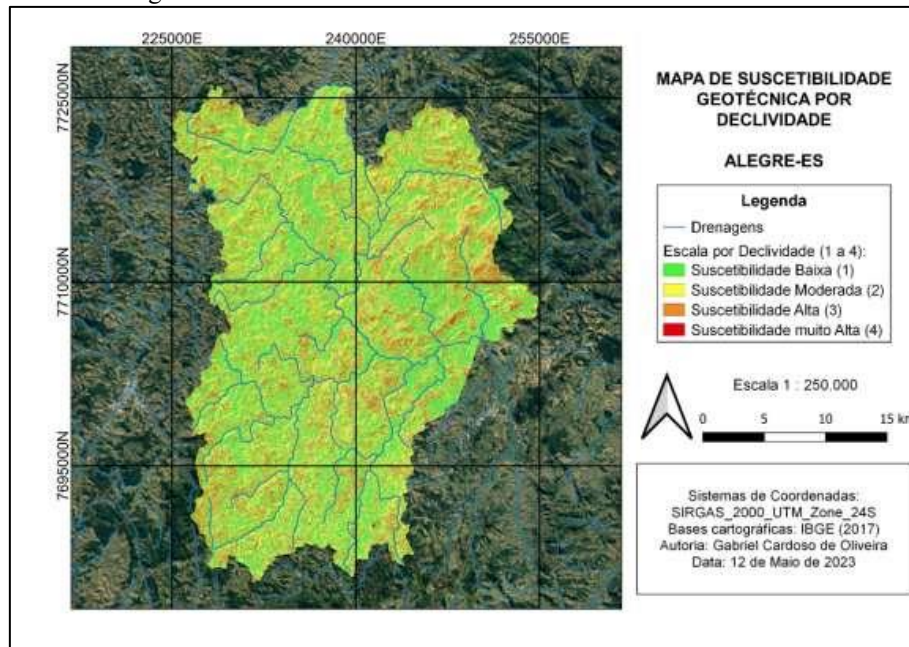 225000E 240000E 255000E
7725000N
7710000N
7695000N
MAPA DE SUSCETIBILIDADE
GEOTÉCNICA POR
DECLIVIDADE
ALEGRE-ES
Legenda
Drenagens
Escala por Declividade (1 a 4):
Suscetibilidade Baixa (1)
Suscetibilidade Moderada (2)
Suscetibilidade Alta (3)
Suscetibilidade muito Alta (4)
Escala 1 : 250.000
0 5 10 15 km
Sistemas de Coordenadas:
SIRGAS_2000_UTM_Zone_24S
Bases cartográficas: IBGE (2017)
Autoria: Gabriel Cardoso de Oliveira
Data: 12 de Maio de 2023